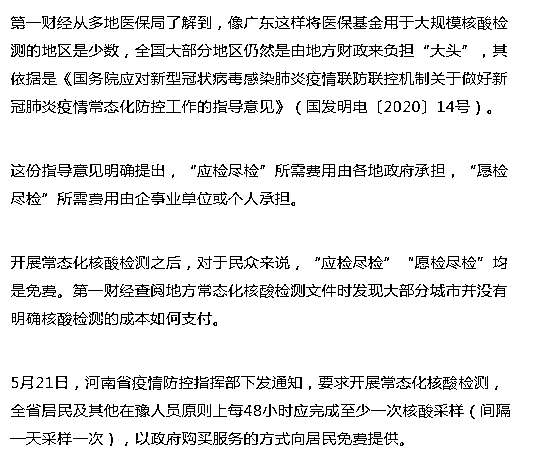 第一财经从多地医保局了解到，像广东这样将医保基金用于大规模核酸检
测的地区是少数，全国大部分地区仍然是由地方财政来负担“大头”，其
依据是《国务院应对新型冠状病毒感染肺炎疫情联防联控机制关于做好新
冠肺炎疫情常态化防控工作的指导意见》（国发明电〔2020〕14号）。
这份指导意见明确提出，“应检尽检”所需费用由各地政府承担，“愿检
尽检”所需费用由企事业单位或个人承担。
开展常态化核酸检测之后，对于民众来说，“应检尽检”“愿检尽检”均
是免费。第一财经查阅地方常态化核酸检测文件时发现大部分城市并没有
明确核酸检测的成本如何支付。
5月21日，河南省疫情防控指挥部下发通知，要求开展常态化核酸检测，
全省居民及其他在豫人员原则上每48小时应完成至少一次核酸采样（间隔
一天采样一次），以政府购买服务的方式向居民免费提供。